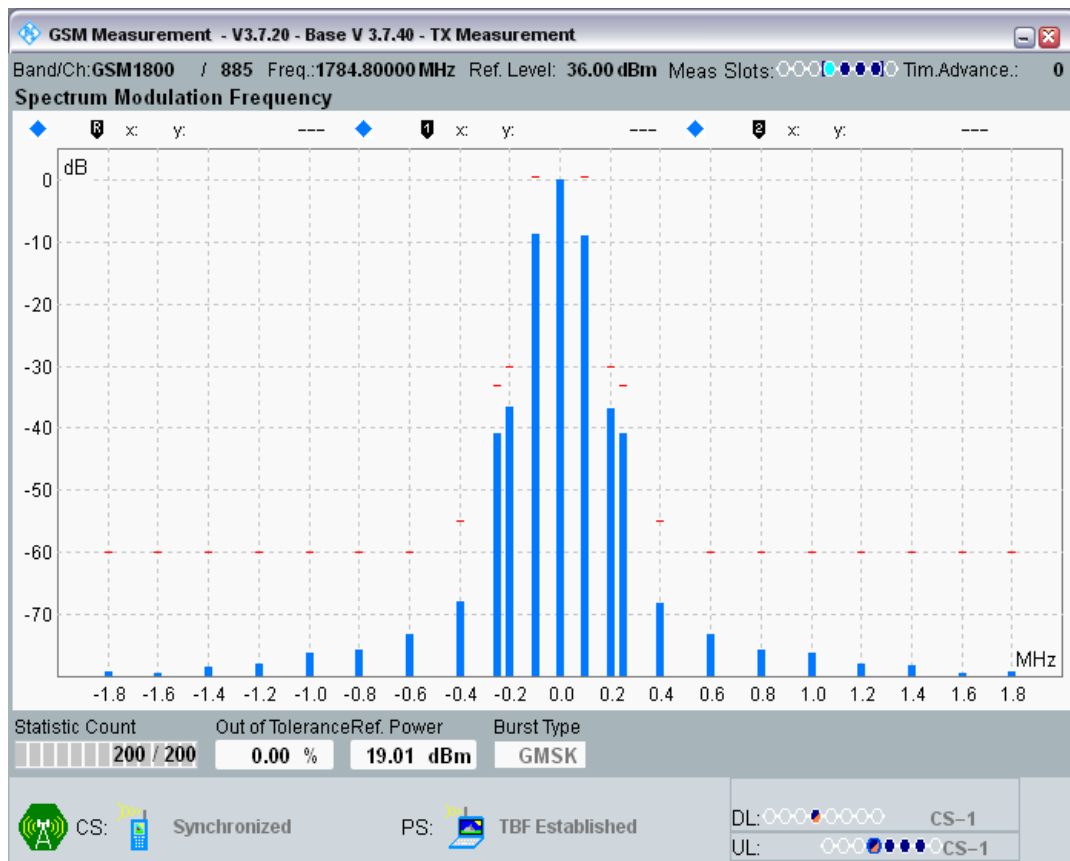 GSM Measurement - V3.7.20 - Base V 3.7.40 - TX Measurement
Band/Ch:GSM1800 / 885 Freq.:1784.80000 MHz Ref. Level: 36.00 dBm Meas Slots: Tim.Advance.: 0
Spectrum Modulation Frequency
R x: y: --- 1 x: y: --- 2 x: y: ---
dB
0
-10
-20
-30
-40
-50
-60
-70
MHz
-1.8 -1.6 -1.4 -1.2 -1.0 -0.8 -0.6 -0.4 -0.2 0.0 0.2 0.4 0.6 0.8 1.0 1.2 1.4 1.6 1.8
Statistic Count Out of Tolerance Ref. Power Burst Type
200 / 200 0.00 % 19.01 dBm GMSK
CS: Synchronized PS: TBF Established
DL: CS-1
UL: CS-1